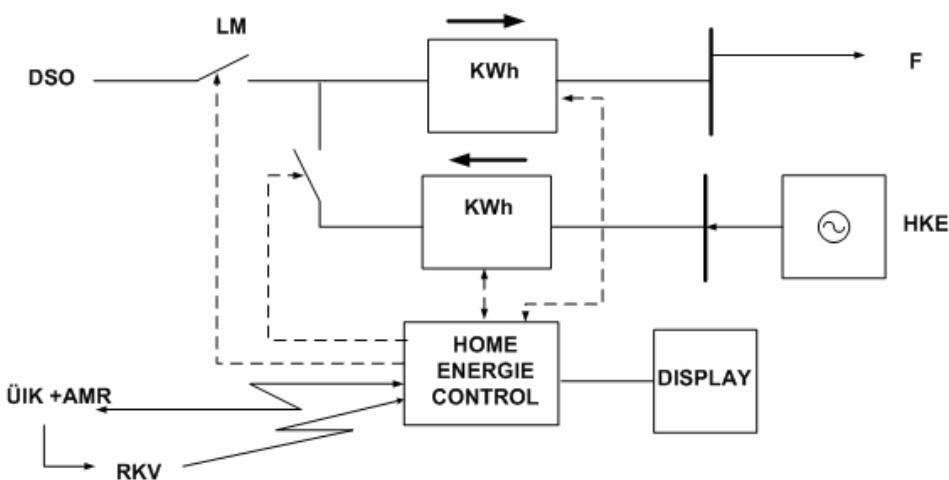 LM
DSO
KWh
F
KWh
HKE
HOME
ENERGIE
CONTROL
DISPLAY
ÜIK +AMR
RKV